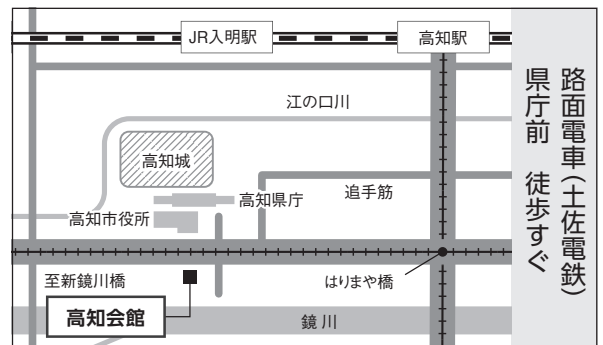 JR入明駅
高知駅
江の口川
高知城
高知県庁
追手筋
高知市役所
至新鏡川橋
はりまや橋
高知会館
鏡川
路面電車(土佐電鉄)
県庁前 徒歩すぐ